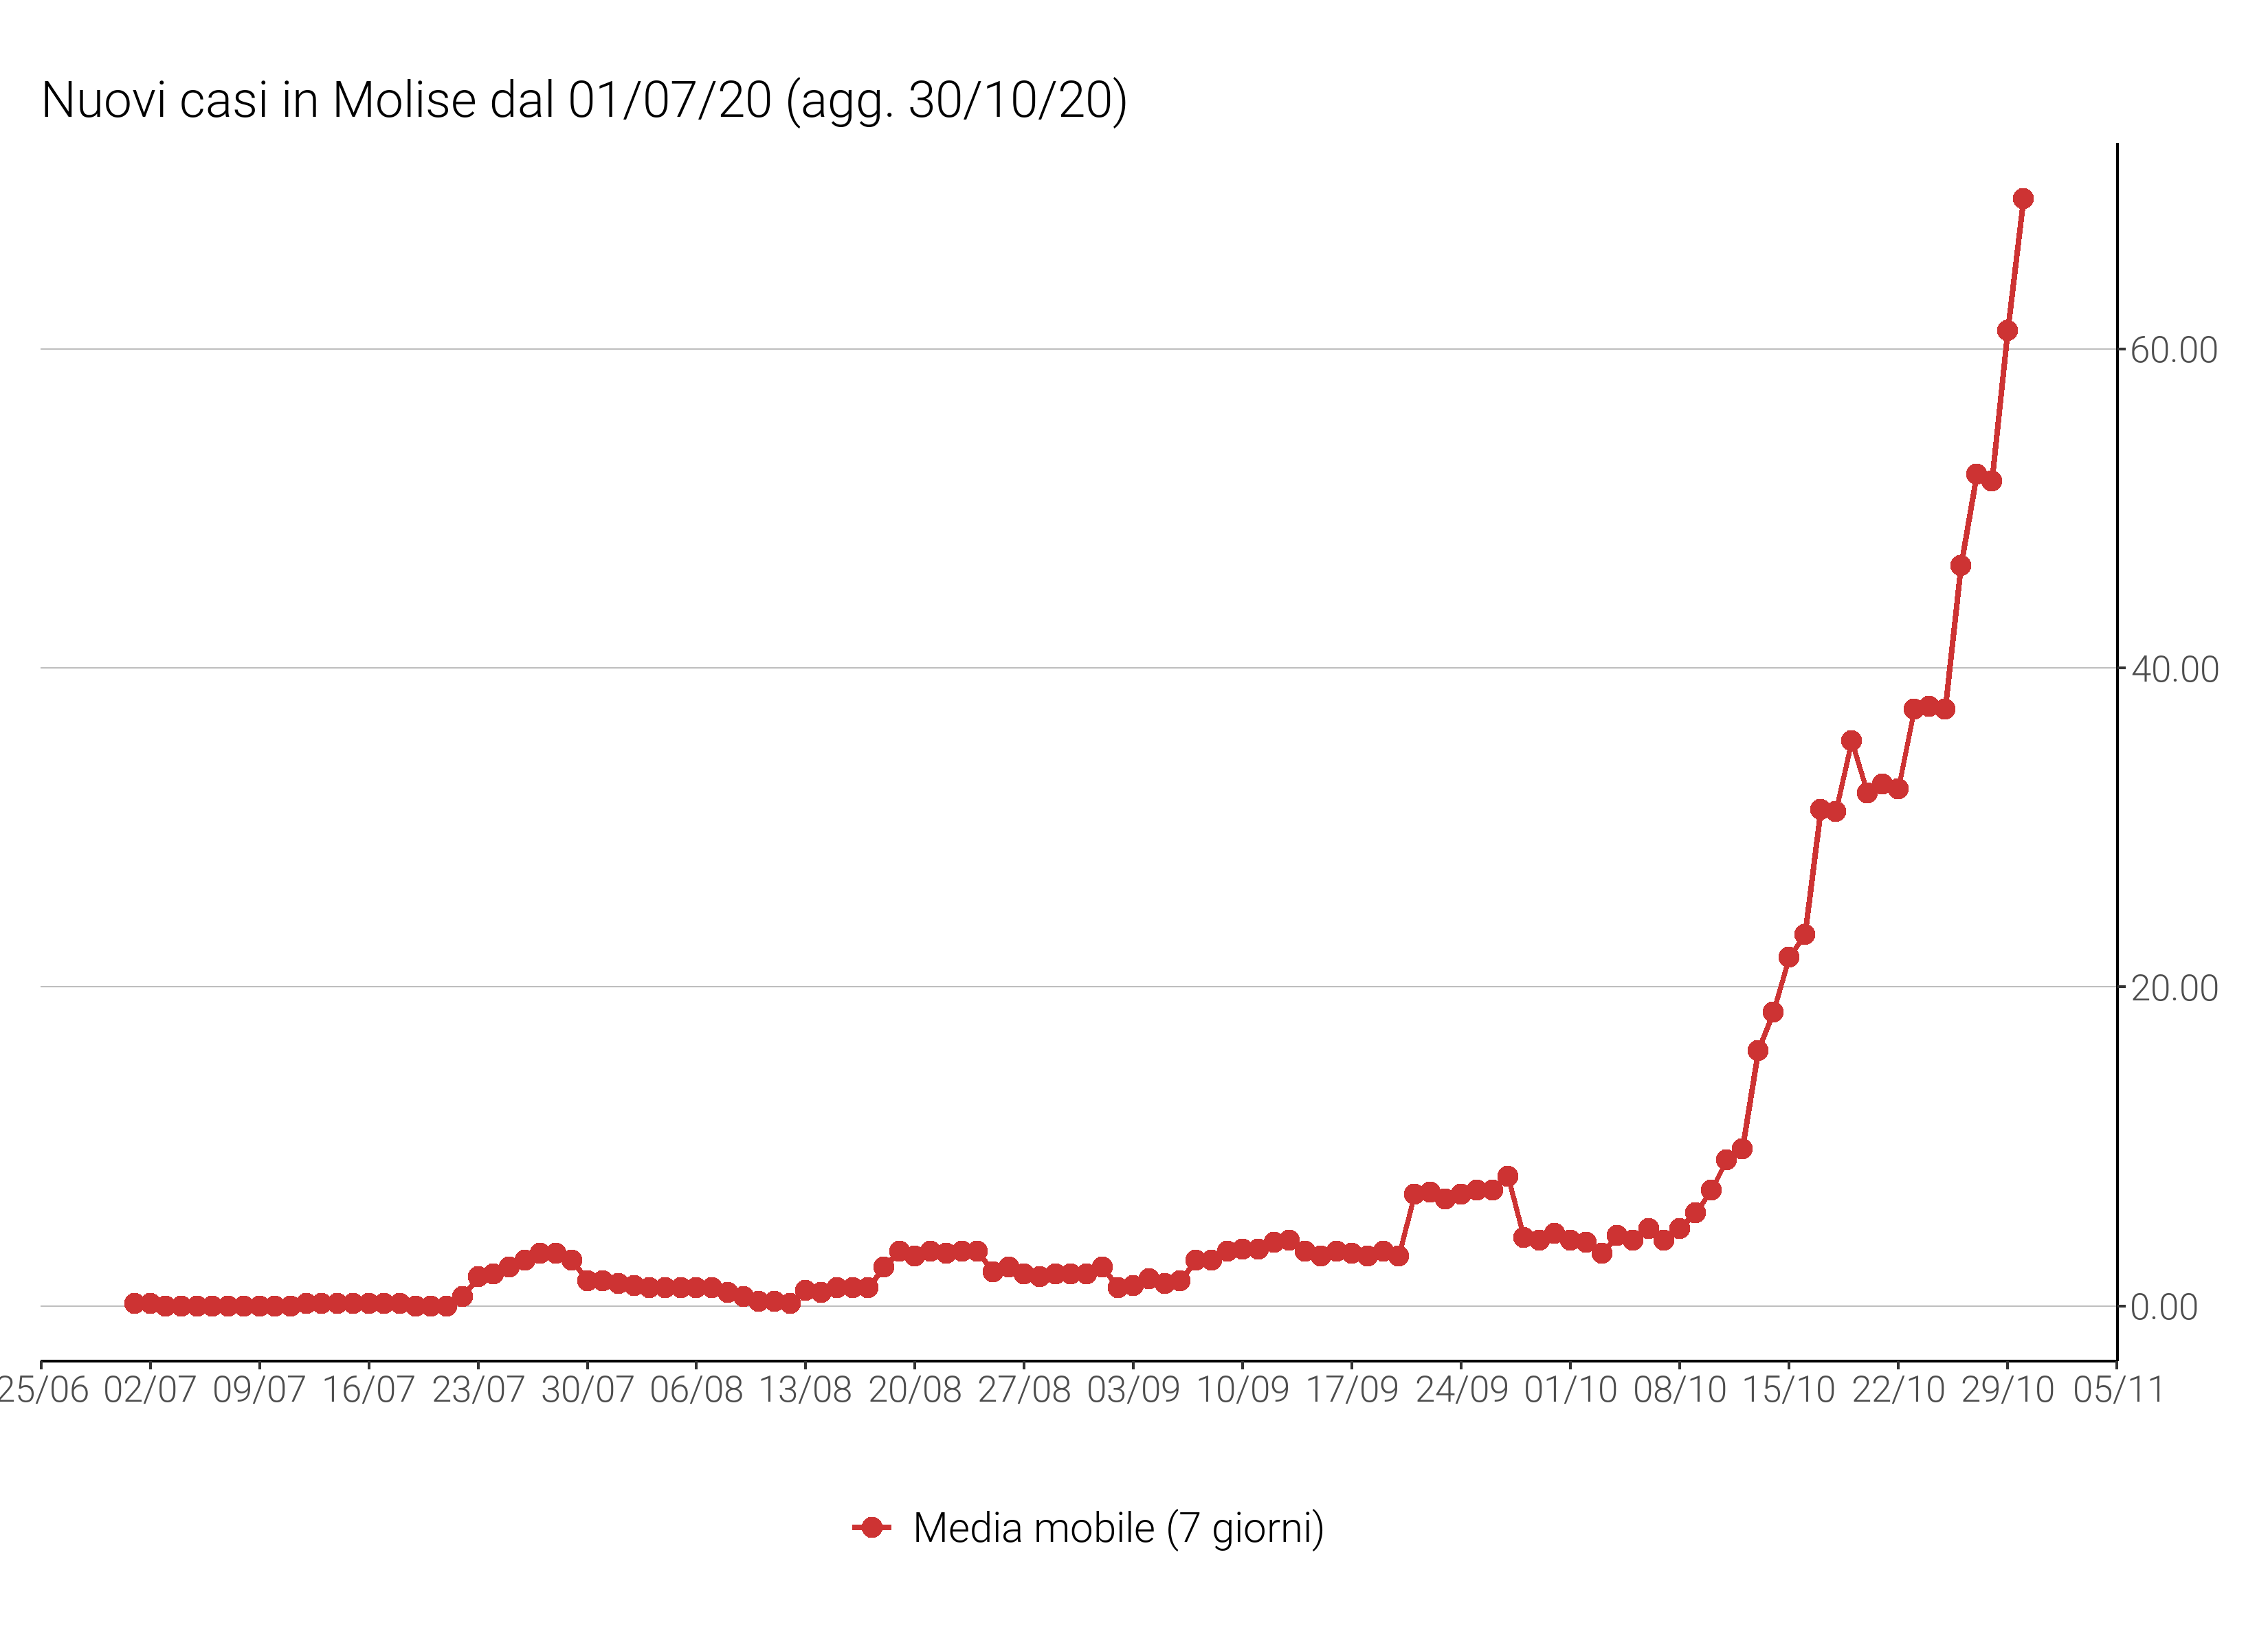 Nuovi casi in Molise dal 01/07/20 (agg. 30/10/20)
60.00
40.00
20.00
0.00
25/06 02/07 09/07 16/07 23/07 30/07 06/08 13/08 20/08 27/08 03/09 10/09 17/09 24/09 01/10 08/10 15/10 22/10 29/10 05/11
Media mobile (7 giorni)